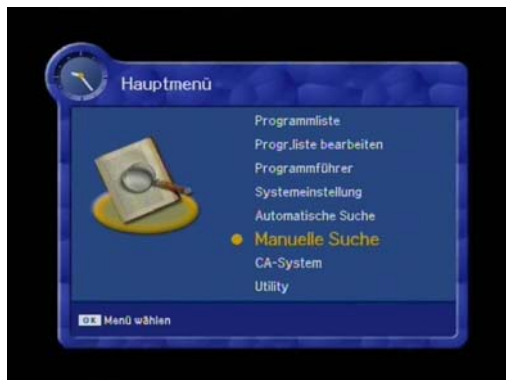 Hauptmenü
Programmliste
Progr.liste bearbeiten
Programmführer
Systemeinstellung
Automatische Suche
Manuelle Suche
CA-System
Utility
OK Menü wählen